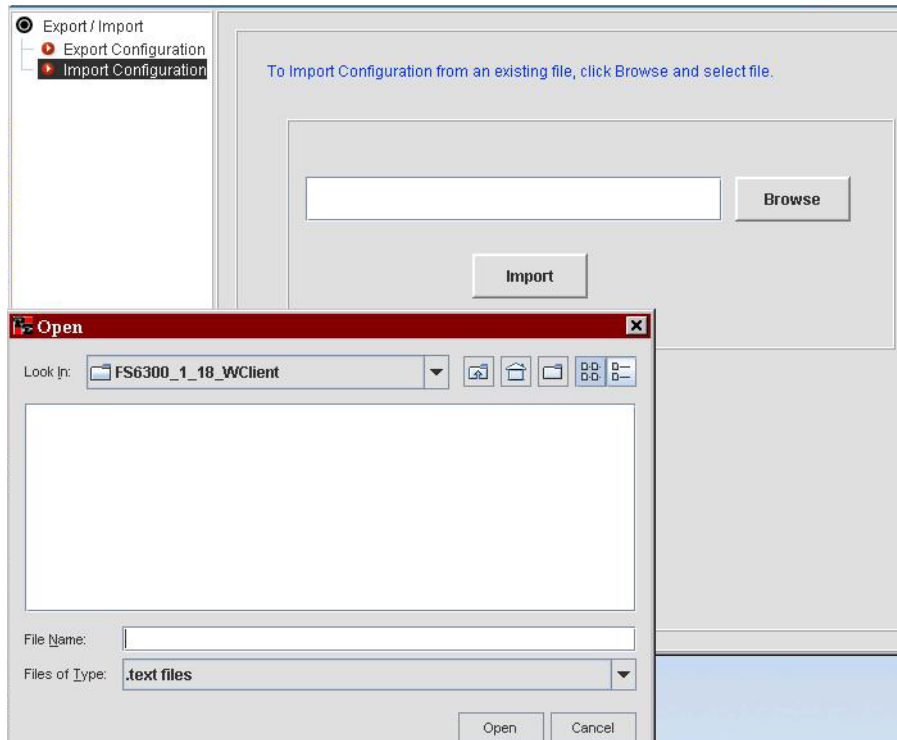 Export / Import
Export Configuration
Import Configuration
To Import Configuration from an existing file, click Browse and select file.
Browse
Import
Open
Look In: FS6300_1_18_WClient
File Name:
Files of Type: .text files
Open Cancel